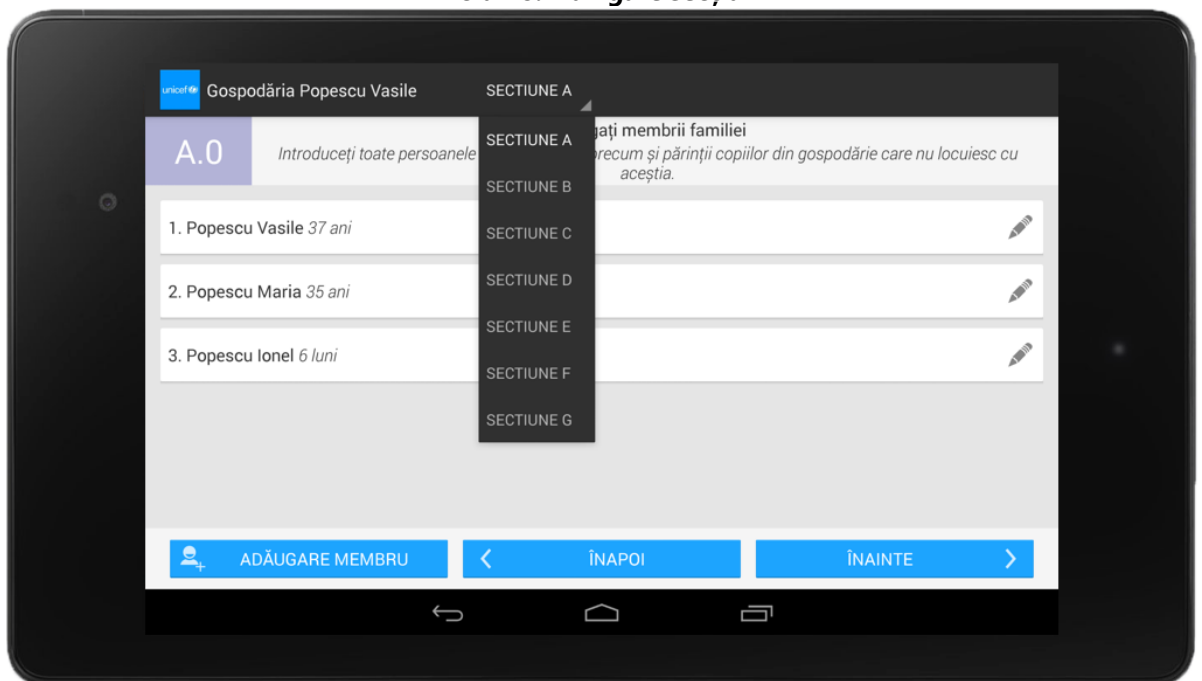 unicef
Gospodăria Popescu Vasile
SECTIUNE A
SECTIUNE A
SECTIUNE B
SECTIUNE C
SECTIUNE D
SECTIUNE E
SECTIUNE F
SECTIUNE G
A.0
membrii familiei
Introduceți toate persoanele și părinții copiilor din gospodărie care nu locuiesc cu
aceștia.
1. Popescu Vasile 37 ani
2. Popescu Maria 35 ani
3. Popescu Ionel 6 luni
ADĂUGARE MEMBRU
ÎNAPOI
ÎNAINTE